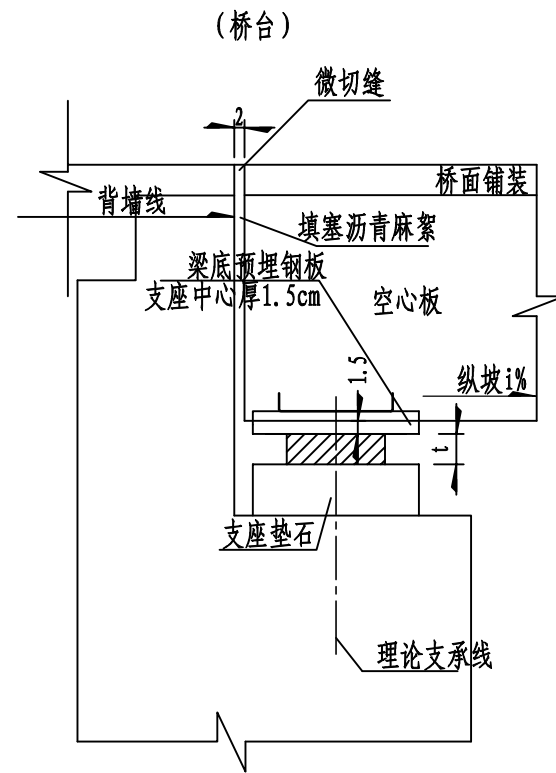 (桥台)
微切缝
2
桥面铺装
背墙线
填塞沥青麻絮
梁底预埋钢板
支座中心厚1.5cm
空心板
1.5
纵坡i%
t
支座垫石
理论支承线